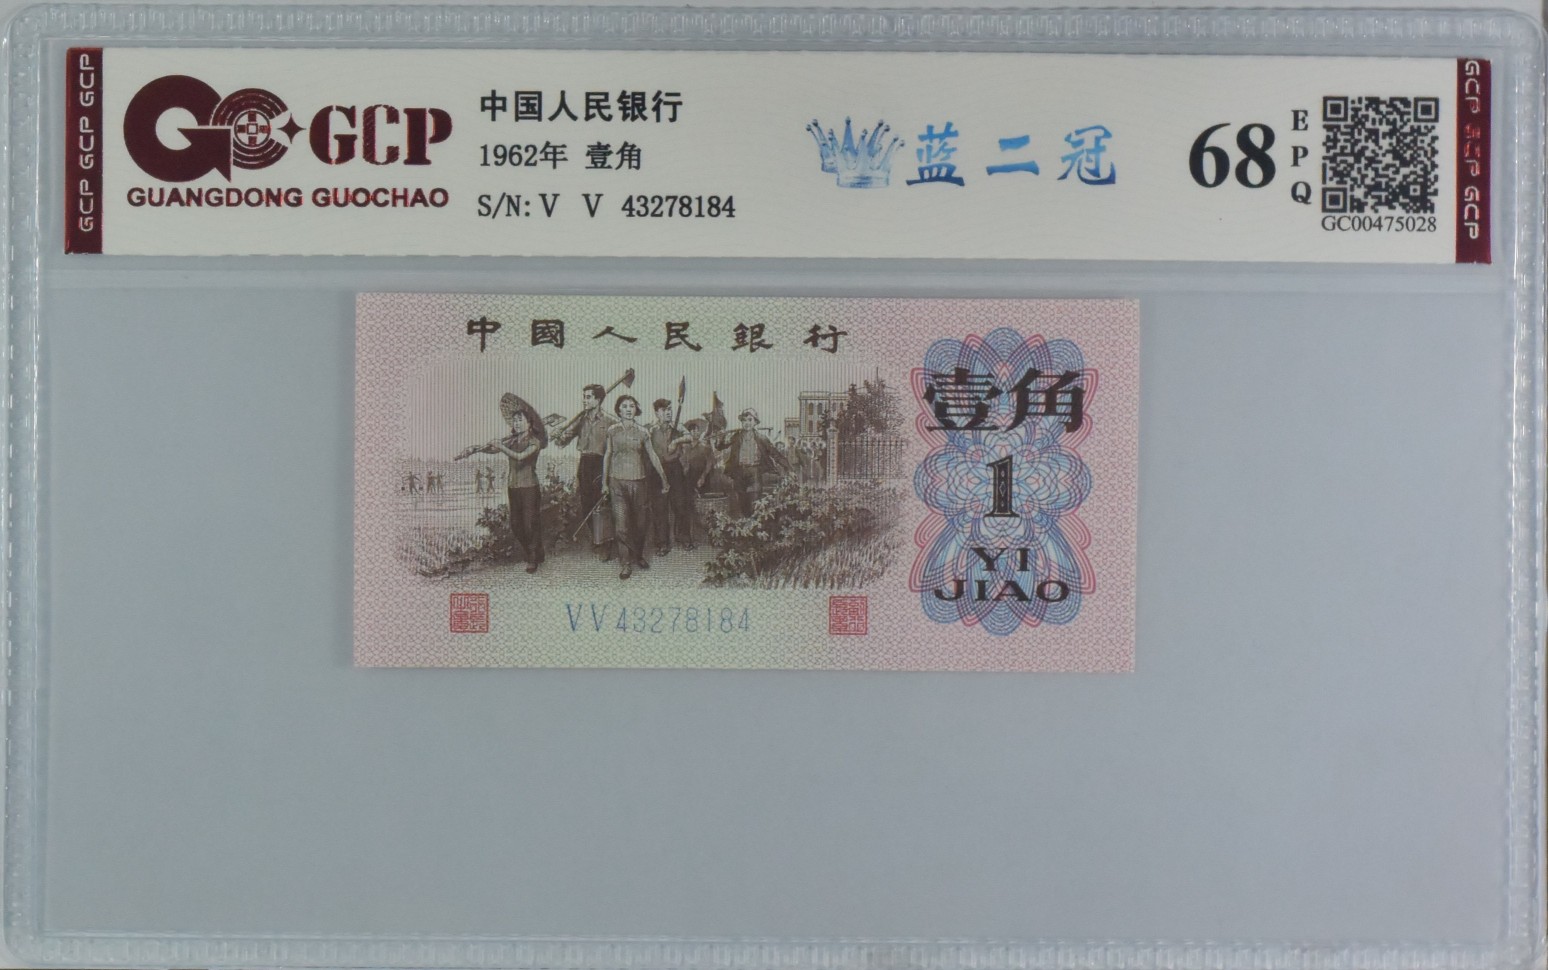 GCP GCP GCP
GCP
GUANGDONG GUOCHAO
中国人民银行
1962年 壹角
S/N: V V 43278184
蓝二冠
68
EPQ
GC00475028
GCP GCP GCP
中國人民銀行
壹角
1
YI
JIAO
VV43278184